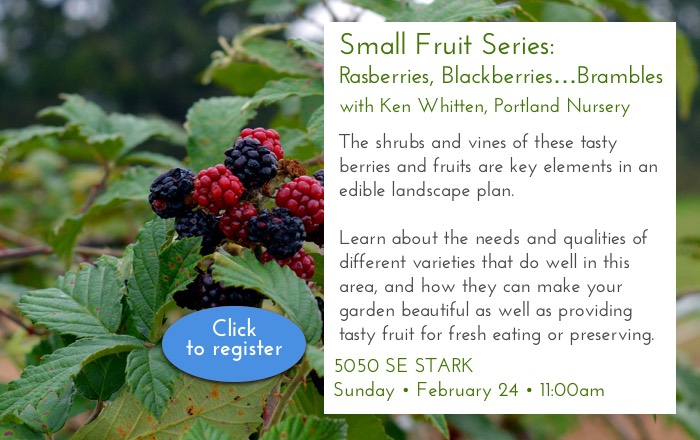 Small Fruit Series:
Rasberries, Blackberries...Brambles
with Ken Whitten, Portland Nursery
The shrubs and vines of these tasty
berries and fruits are key elements in an
edible landscape plan.
Learn about the needs and qualities of
different varieties that do well in this
area, and how they can make your
garden beautiful as well as providing
tasty fruit for fresh eating or preserving.
5050 SE STARK
Sunday • February 24 • 11:00am
Click
to register